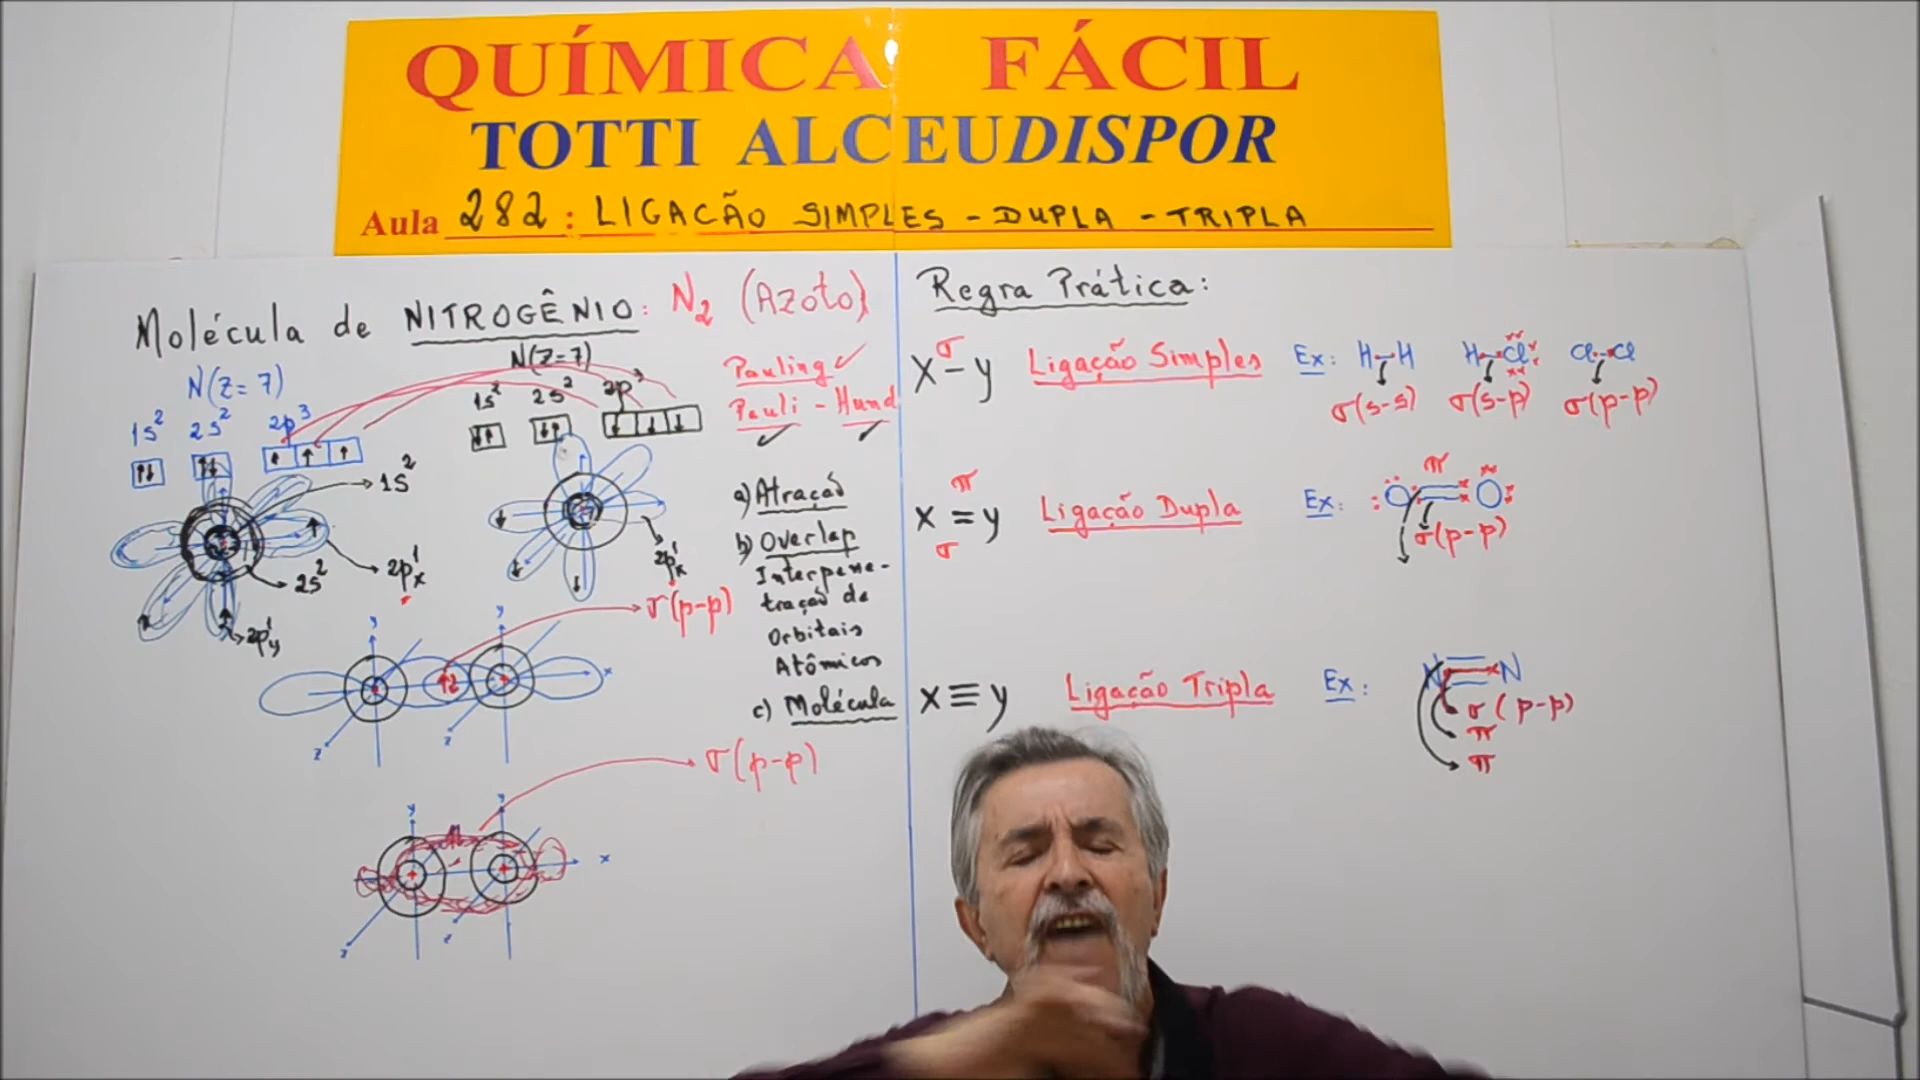 QUÍMICA FÁCIL
TOTTI ALCEUDISPOR
Aula 282 : LIGAÇÃO SIMPLES - DUPLA - TRIPLA
Molécula de NITROGÊNIO: N₂ (Azoto)
N(Z=7)
1s² 2s² 2p³
N(Z=7)
1s² 2s² 2p³
Pauling ✓
Pauli - Hund
1s²
2s²
2p¹x
2p¹y
2p¹x
σ(p-p)
y
y
x
z
z
σ(p-p)
y
y
x
z
z
a) Atração
b) Overlap
Interpene-
tração de
Orbitais
Atômicos
c) Molécula
Regra Prática:
σ
X - y Ligação Simples Ex: H-H H-Cl Cl-Cl
σ(s-s) σ(s-p) σ(p-p)
π
X = y Ligação Dupla Ex: O=O
σ
π
σ(p-p)
X ≡ y Ligação Tripla Ex: N≡N
σ (p-p)
π
π